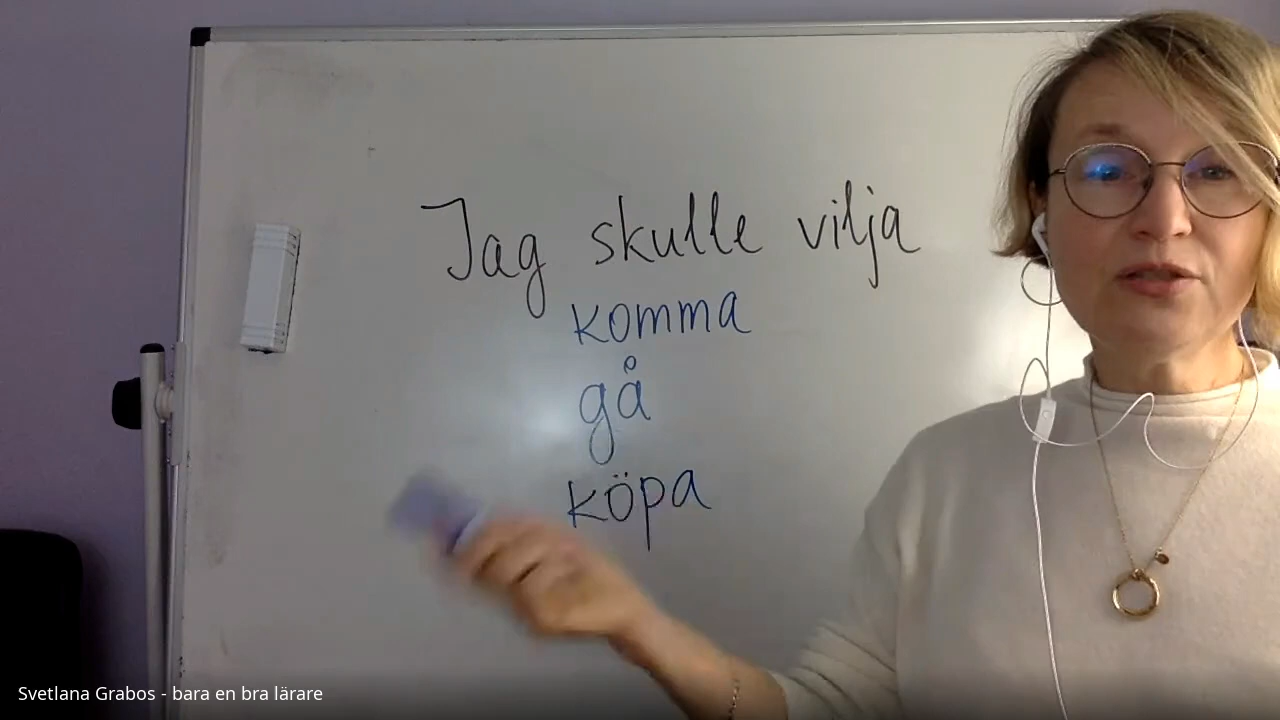 Jag skulle vilja
komma
gå
köpa
Svetlana Grabos - bara en bra lärare